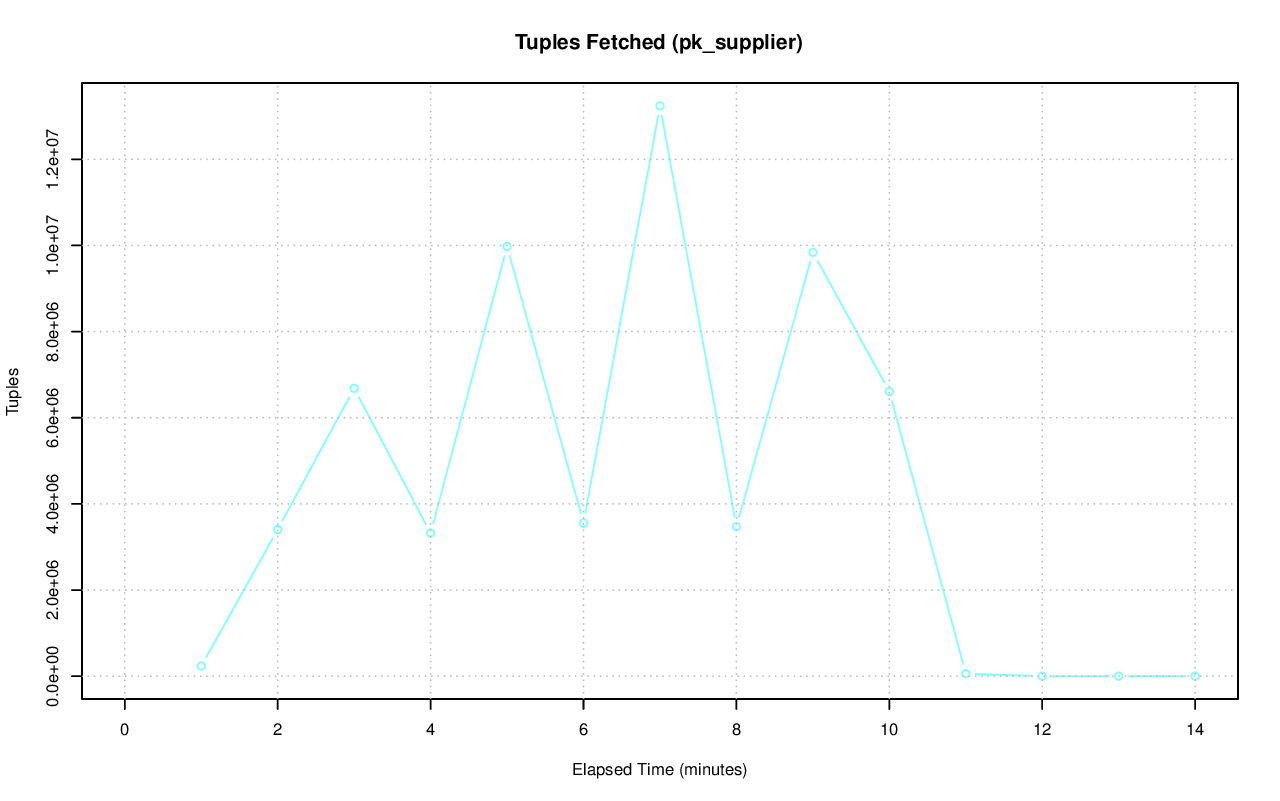 Tuples Fetched (pk_supplier)
Tuples
1.2e+07
1.0e+07
8.0e+06
6.0e+06
4.0e+06
2.0e+06
0.0e+00
0 2 4 6 8 10 12 14
Elapsed Time (minutes)